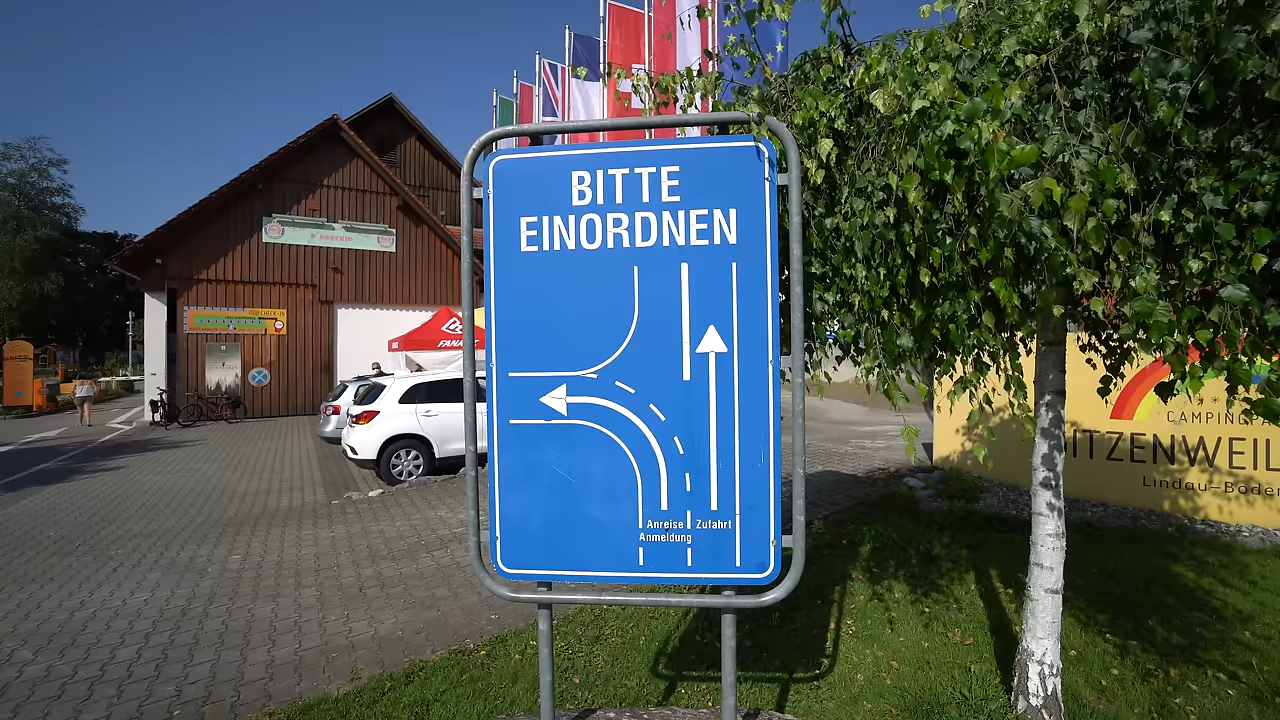 BITTE
EINORDNEN
Anreise Zufahrt
Anmeldung
CHECK-IN
CAMPINGPA
ITZENWEIL
Lindau-Boden